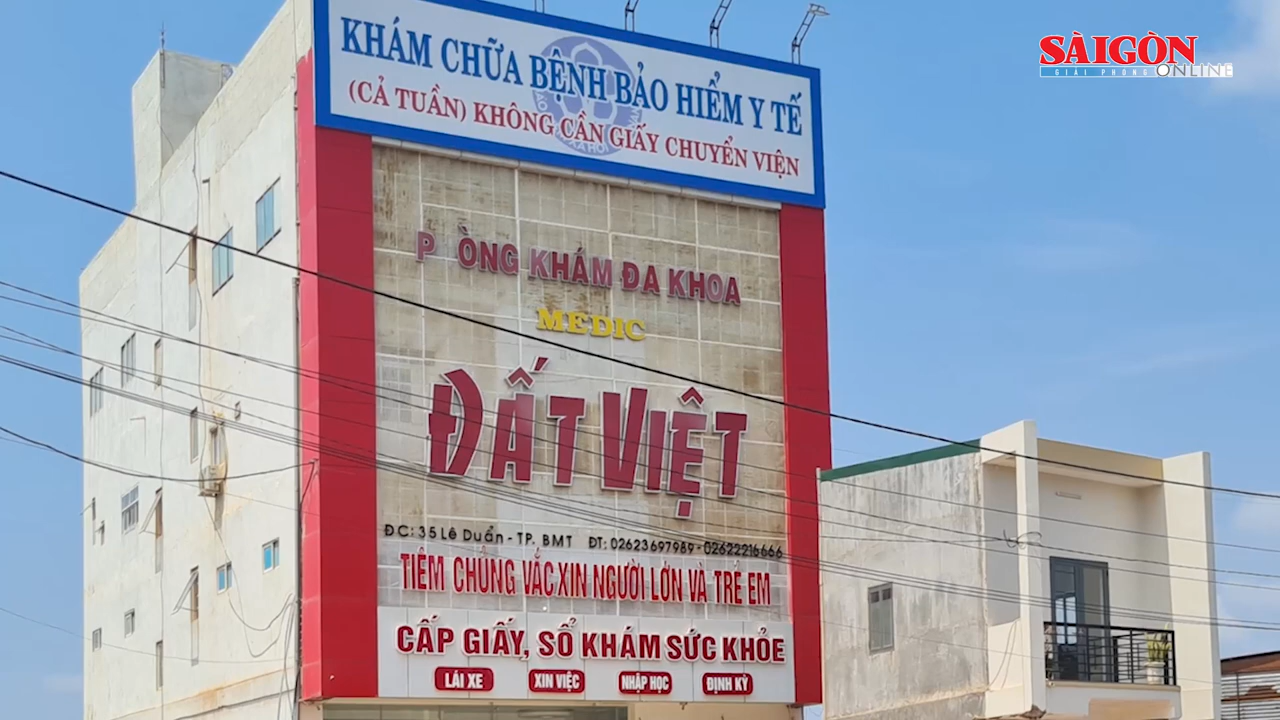 SÀIGÒN
GIẢI PHÓNG ONLINE
KHÁM CHỮA BỆNH BẢO HIỂM Y TẾ
(CẢ TUẦN) KHÔNG CẦN GIẤY CHUYỂN VIỆN
P ÒNG KHÁM ĐA KHOA
MEDIC
ĐẤT VIỆT
ĐC: 35 Lê Duẩn - TP. BMT ĐT: 02623697989 - 02622216666
TIÊM CHỦNG VẮC XIN NGƯỜI LỚN VÀ TRẺ EM
CẤP GIẤY, SỔ KHÁM SỨC KHỎE
LÁI XE XIN VIỆC NHẬP HỌC ĐỊNH KỲ